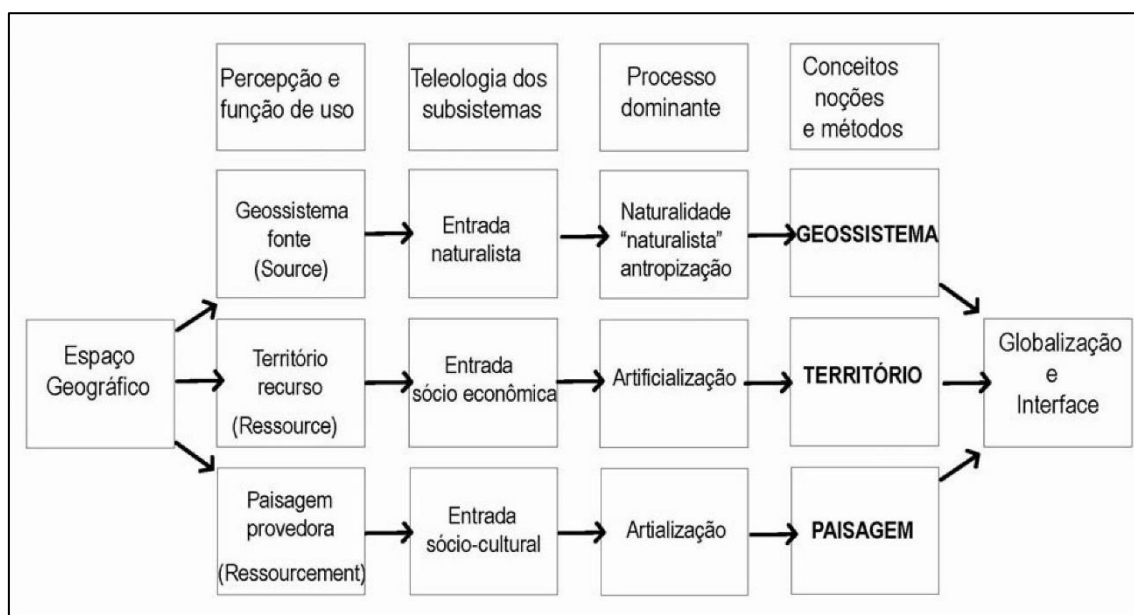 Percepção e
função de uso
Teleologia dos
subsistemas
Processo
dominante
Conceitos
noções
e métodos
Geossistema
fonte
(Source)
Entrada
naturalista
Naturalidade
“naturalista”
antropização
GEOSSISTEMA
Espaço
Geográfico
Território
recurso
(Ressource)
Entrada
sócio econômica
Artificialização
TERRITÓRIO
Globalização
e
Interface
Paisagem
provedora
(Ressourcement)
Entrada
sócio-cultural
Artialização
PAISAGEM